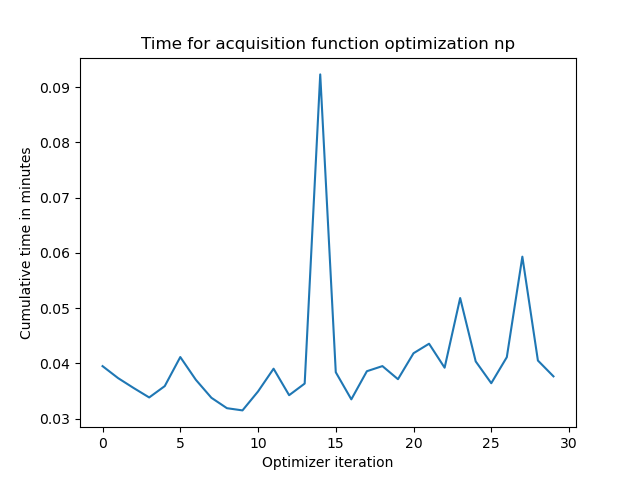 Time for acquisition function optimization np
0.09
0.08
0.07
0.06
0.05
0.04
0.03
Cumulative time in minutes
0 5 10 15 20 25 30
Optimizer iteration